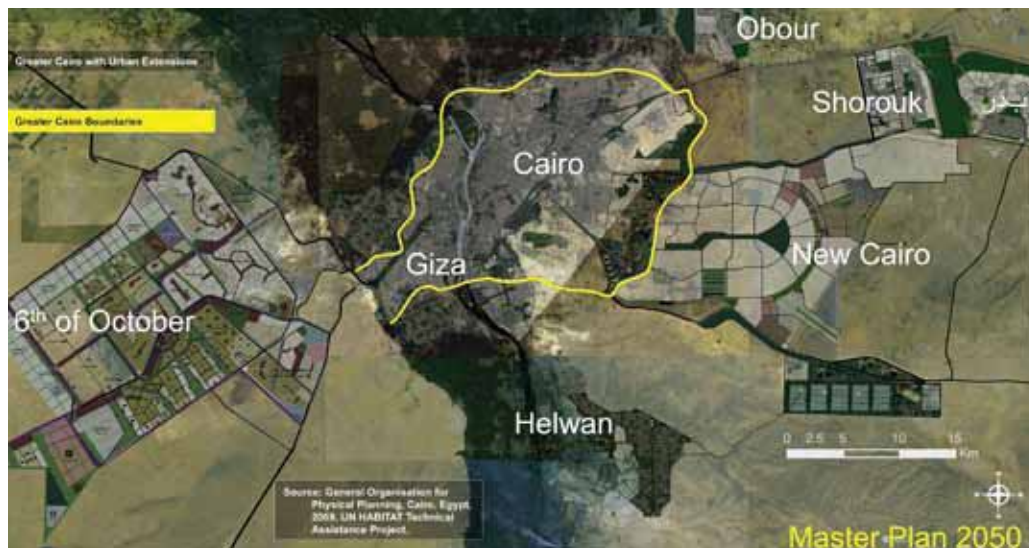 Obour
Greater Cairo with Urban Extensions
Shorouk
بدر
Greater Cairo Boundaries
Cairo
Giza
New Cairo
6th of October
Helwan
0 2.5 5 10 15
Km
Source: General Organisation for
Physical Planning, Cairo, Egypt,
2009, UN HABITAT Technical
Assistance Project.
Master Plan 2050